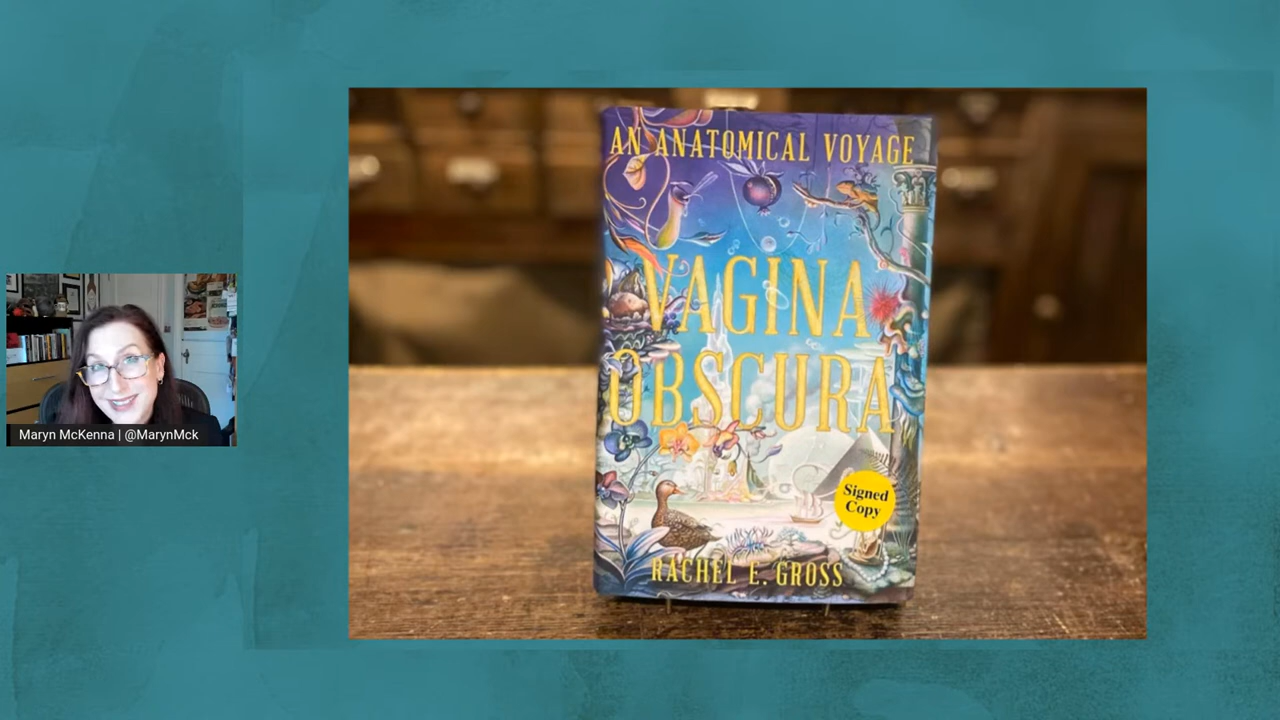 AN ANATOMICAL VOYAGE
VAGINA
OBSCURA
Signed
Copy
RACHEL E. GROSS
Maryn McKenna | @MarynMck